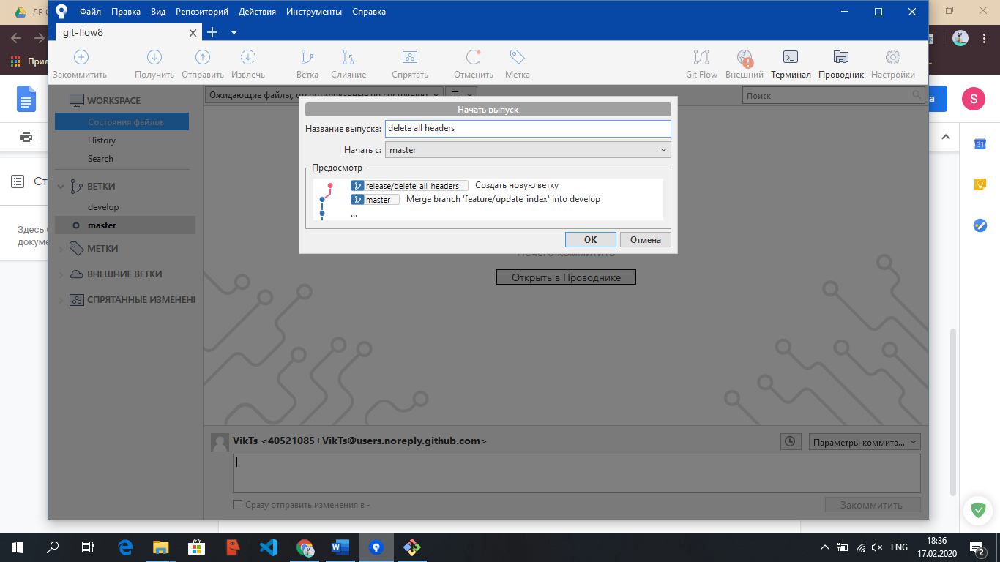 ЛР
Файл Правка Вид Репозиторий Действия Инструменты Справка
git-flow8
Прил
Закоммитить Получить Отправить Извлечь Ветка Слияние Спрятать Отменить Метка Git Flow Внешний Терминал Проводник Настройки
WORKSPACE
Ожидающие файлы, отсортированные по состоянию
Поиск
а
S
Состояния файлов
History
Search
Ст
ВЕТКИ
develop
master
Здесь
докуме
МЕТКИ
ВНЕШНИЕ ВЕТКИ
СПРЯТАННЫЕ ИЗМЕНЕНИ
Начать выпуск
Название выпуска: delete all headers
Начать с: master
Предосмотр
release/delete_all_headers Создать новую ветку
master Merge branch 'feature/update_index' into develop
...
OK Отмена
Нечего коммитить
Открыть в Проводнике
31
VikTs <40521085+VikTs@users.noreply.github.com>
Параметры коммита...
Сразу отправить изменения в -
Закоммитить
ENG
18:36
17.02.2020
2